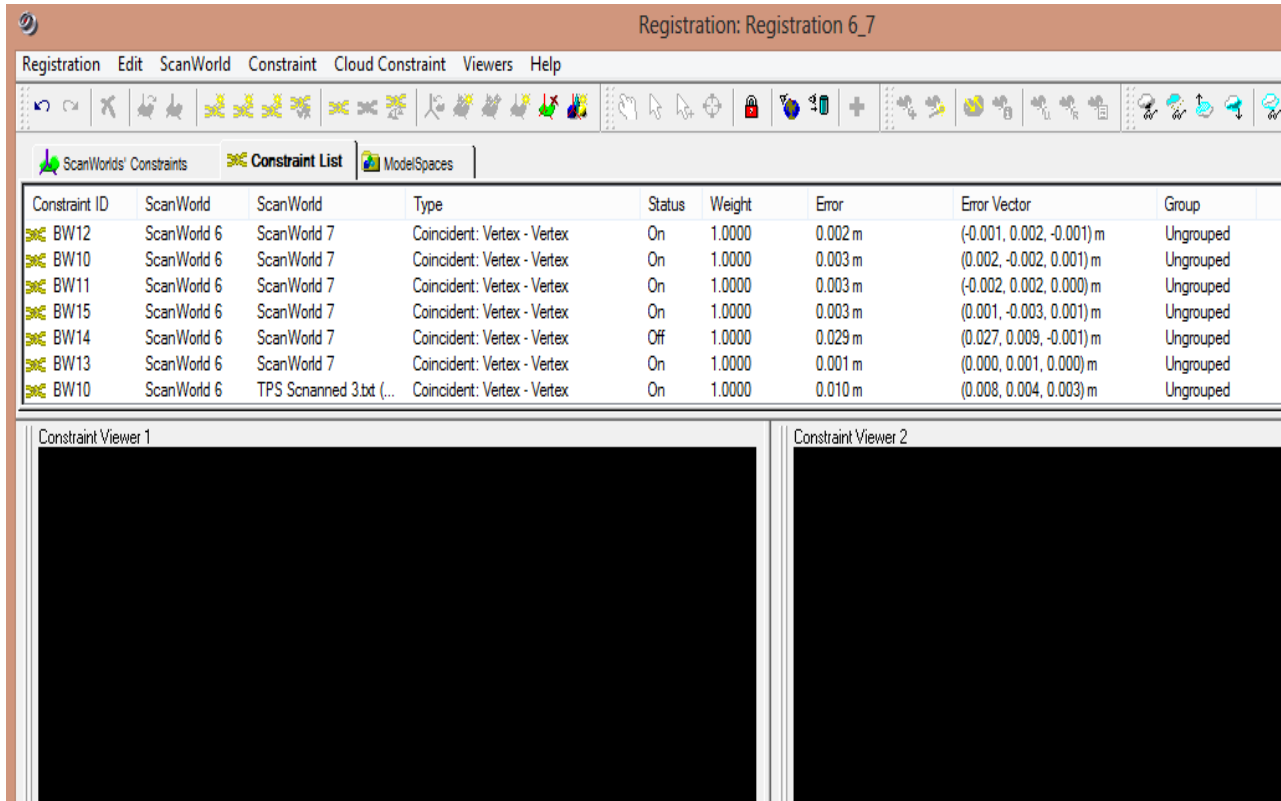 Registration: Registration 6_7
Registration Edit ScanWorld Constraint Cloud Constraint Viewers Help
ScanWorlds' Constraints Constraint List ModelSpaces
Constraint ID ScanWorld ScanWorld Type Status Weight Error Error Vector Group
BW12 ScanWorld 6 ScanWorld 7 Coincident: Vertex - Vertex On 1.0000 0.002 m (-0.001, 0.002, -0.001) m Ungrouped
BW10 ScanWorld 6 ScanWorld 7 Coincident: Vertex - Vertex On 1.0000 0.003 m (0.002, -0.002, 0.001) m Ungrouped
BW11 ScanWorld 6 ScanWorld 7 Coincident: Vertex - Vertex On 1.0000 0.003 m (-0.002, 0.002, 0.000) m Ungrouped
BW15 ScanWorld 6 ScanWorld 7 Coincident: Vertex - Vertex On 1.0000 0.003 m (0.001, -0.003, 0.001) m Ungrouped
BW14 ScanWorld 6 ScanWorld 7 Coincident: Vertex - Vertex Off 1.0000 0.029 m (0.027, 0.009, -0.001) m Ungrouped
BW13 ScanWorld 6 ScanWorld 7 Coincident: Vertex - Vertex On 1.0000 0.001 m (0.000, 0.001, 0.000) m Ungrouped
BW10 ScanWorld 6 TPS Scnanned 3.txt (... Coincident: Vertex - Vertex On 1.0000 0.010 m (0.008, 0.004, 0.003) m Ungrouped
Constraint Viewer 1 Constraint Viewer 2